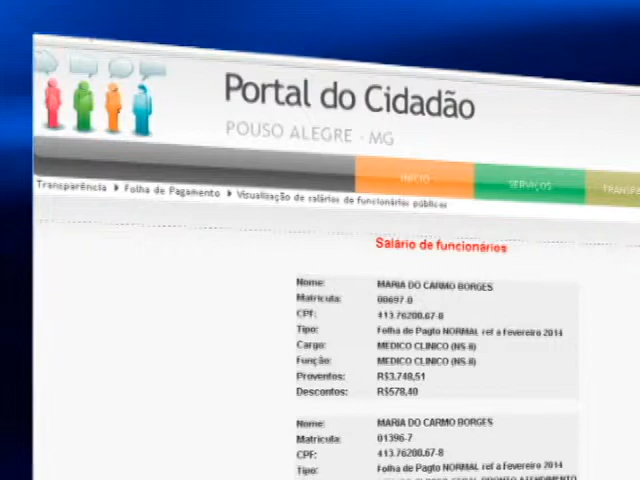 Portal do Cidadão
POUSO ALEGRE - MG
INÍCIO SERVIÇOS
Transparência Folha de Pagamento Visualização de salários de funcionários públicos
Salário de funcionários
Nome: MARIA DO CARMO BORGES
Matrícula: 00697-0
CPF: 413.76200.67-8
Tipo: Folha de Pagto NORMAL ref a fevereiro 2014
Cargo: MEDICO CLINICO (NS-II)
Função: MEDICO CLINICO (NS-II)
Proventos: R$3.748,51
Descontos: R$578,40
Nome: MARIA DO CARMO BORGES
Matrícula: 01396-7
CPF: 413.76200.67-8
Tipo: Folha de Pagto NORMAL ref a fevereiro 2014